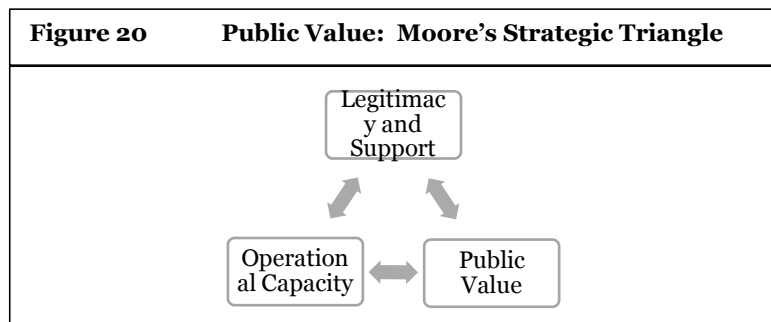 Figure 20 Public Value: Moore's Strategic Triangle
Legitimac
y and
Support
Operation
al Capacity
Public
Value